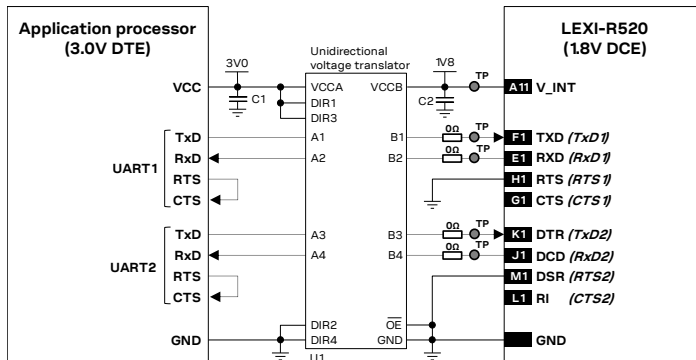 Application processor
(3.0V DTE)
LEXI-R520
(1.8V DCE)
Unidirectional
voltage translator
3V0
1V8
TP
VCC
VCCA
VCCB
A11 V_INT
C1
DIR1
C2
DIR3
UART1
TxD
A1
B1
0Ω
TP
F1 TXD (TxD1)
RxD
A2
B2
0Ω
TP
E1 RXD (RxD1)
RTS
H1 RTS (RTS1)
CTS
G1 CTS (CTS1)
UART2
TxD
A3
B3
0Ω
TP
K1 DTR (TxD2)
RxD
A4
B4
0Ω
TP
J1 DCD (RxD2)
RTS
M1 DSR (RTS2)
CTS
L1 RI (CTS2)
DIR2
OE
GND
DIR4
GND
GND
U1